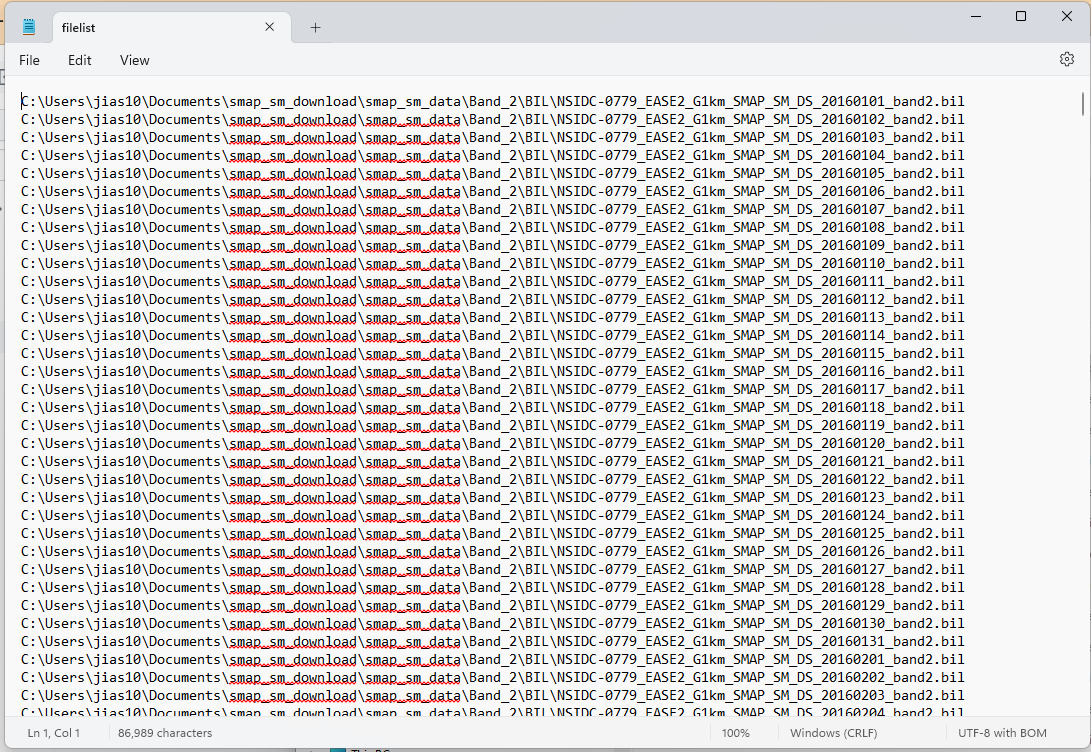 filelist
File Edit View
C:\Users\jias10\Documents\smap_sm_download\smap_sm_data\Band_2\BIL\NSIDC-0779_EASE2_G1km_SMAP_SM_DS_20160101_band2.bil
C:\Users\jias10\Documents\smap_sm_download\smap_sm_data\Band_2\BIL\NSIDC-0779_EASE2_G1km_SMAP_SM_DS_20160102_band2.bil
C:\Users\jias10\Documents\smap_sm_download\smap_sm_data\Band_2\BIL\NSIDC-0779_EASE2_G1km_SMAP_SM_DS_20160103_band2.bil
C:\Users\jias10\Documents\smap_sm_download\smap_sm_data\Band_2\BIL\NSIDC-0779_EASE2_G1km_SMAP_SM_DS_20160104_band2.bil
C:\Users\jias10\Documents\smap_sm_download\smap_sm_data\Band_2\BIL\NSIDC-0779_EASE2_G1km_SMAP_SM_DS_20160105_band2.bil
C:\Users\jias10\Documents\smap_sm_download\smap_sm_data\Band_2\BIL\NSIDC-0779_EASE2_G1km_SMAP_SM_DS_20160106_band2.bil
C:\Users\jias10\Documents\smap_sm_download\smap_sm_data\Band_2\BIL\NSIDC-0779_EASE2_G1km_SMAP_SM_DS_20160107_band2.bil
C:\Users\jias10\Documents\smap_sm_download\smap_sm_data\Band_2\BIL\NSIDC-0779_EASE2_G1km_SMAP_SM_DS_20160108_band2.bil
C:\Users\jias10\Documents\smap_sm_download\smap_sm_data\Band_2\BIL\NSIDC-0779_EASE2_G1km_SMAP_SM_DS_20160109_band2.bil
C:\Users\jias10\Documents\smap_sm_download\smap_sm_data\Band_2\BIL\NSIDC-0779_EASE2_G1km_SMAP_SM_DS_20160110_band2.bil
C:\Users\jias10\Documents\smap_sm_download\smap_sm_data\Band_2\BIL\NSIDC-0779_EASE2_G1km_SMAP_SM_DS_20160111_band2.bil
C:\Users\jias10\Documents\smap_sm_download\smap_sm_data\Band_2\BIL\NSIDC-0779_EASE2_G1km_SMAP_SM_DS_20160112_band2.bil
C:\Users\jias10\Documents\smap_sm_download\smap_sm_data\Band_2\BIL\NSIDC-0779_EASE2_G1km_SMAP_SM_DS_20160113_band2.bil
C:\Users\jias10\Documents\smap_sm_download\smap_sm_data\Band_2\BIL\NSIDC-0779_EASE2_G1km_SMAP_SM_DS_20160114_band2.bil
C:\Users\jias10\Documents\smap_sm_download\smap_sm_data\Band_2\BIL\NSIDC-0779_EASE2_G1km_SMAP_SM_DS_20160115_band2.bil
C:\Users\jias10\Documents\smap_sm_download\smap_sm_data\Band_2\BIL\NSIDC-0779_EASE2_G1km_SMAP_SM_DS_20160116_band2.bil
C:\Users\jias10\Documents\smap_sm_download\smap_sm_data\Band_2\BIL\NSIDC-0779_EASE2_G1km_SMAP_SM_DS_20160117_band2.bil
C:\Users\jias10\Documents\smap_sm_download\smap_sm_data\Band_2\BIL\NSIDC-0779_EASE2_G1km_SMAP_SM_DS_20160118_band2.bil
C:\Users\jias10\Documents\smap_sm_download\smap_sm_data\Band_2\BIL\NSIDC-0779_EASE2_G1km_SMAP_SM_DS_20160119_band2.bil
C:\Users\jias10\Documents\smap_sm_download\smap_sm_data\Band_2\BIL\NSIDC-0779_EASE2_G1km_SMAP_SM_DS_20160120_band2.bil
C:\Users\jias10\Documents\smap_sm_download\smap_sm_data\Band_2\BIL\NSIDC-0779_EASE2_G1km_SMAP_SM_DS_20160121_band2.bil
C:\Users\jias10\Documents\smap_sm_download\smap_sm_data\Band_2\BIL\NSIDC-0779_EASE2_G1km_SMAP_SM_DS_20160122_band2.bil
C:\Users\jias10\Documents\smap_sm_download\smap_sm_data\Band_2\BIL\NSIDC-0779_EASE2_G1km_SMAP_SM_DS_20160123_band2.bil
C:\Users\jias10\Documents\smap_sm_download\smap_sm_data\Band_2\BIL\NSIDC-0779_EASE2_G1km_SMAP_SM_DS_20160124_band2.bil
C:\Users\jias10\Documents\smap_sm_download\smap_sm_data\Band_2\BIL\NSIDC-0779_EASE2_G1km_SMAP_SM_DS_20160125_band2.bil
C:\Users\jias10\Documents\smap_sm_download\smap_sm_data\Band_2\BIL\NSIDC-0779_EASE2_G1km_SMAP_SM_DS_20160126_band2.bil
C:\Users\jias10\Documents\smap_sm_download\smap_sm_data\Band_2\BIL\NSIDC-0779_EASE2_G1km_SMAP_SM_DS_20160127_band2.bil
C:\Users\jias10\Documents\smap_sm_download\smap_sm_data\Band_2\BIL\NSIDC-0779_EASE2_G1km_SMAP_SM_DS_20160128_band2.bil
C:\Users\jias10\Documents\smap_sm_download\smap_sm_data\Band_2\BIL\NSIDC-0779_EASE2_G1km_SMAP_SM_DS_20160129_band2.bil
C:\Users\jias10\Documents\smap_sm_download\smap_sm_data\Band_2\BIL\NSIDC-0779_EASE2_G1km_SMAP_SM_DS_20160130_band2.bil
C:\Users\jias10\Documents\smap_sm_download\smap_sm_data\Band_2\BIL\NSIDC-0779_EASE2_G1km_SMAP_SM_DS_20160131_band2.bil
C:\Users\jias10\Documents\smap_sm_download\smap_sm_data\Band_2\BIL\NSIDC-0779_EASE2_G1km_SMAP_SM_DS_20160201_band2.bil
C:\Users\jias10\Documents\smap_sm_download\smap_sm_data\Band_2\BIL\NSIDC-0779_EASE2_G1km_SMAP_SM_DS_20160202_band2.bil
C:\Users\jias10\Documents\smap_sm_download\smap_sm_data\Band_2\BIL\NSIDC-0779_EASE2_G1km_SMAP_SM_DS_20160203_band2.bil
C:\Users\jias10\Documents\smap_sm_download\smap_sm_data\Band_2\BIL\NSIDC-0779_EASE2_G1km_SMAP_SM_DS_20160204_band2.bil
Ln 1, Col 1 86,989 characters 100% Windows (CRLF) UTF-8 with BOM